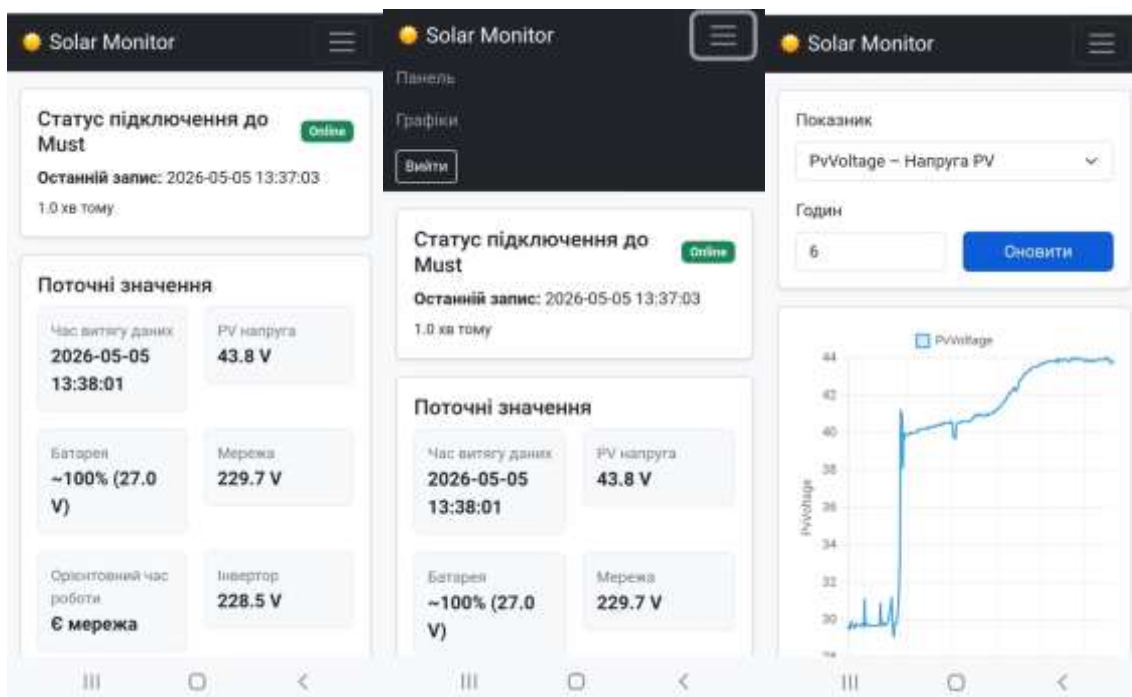 Solar Monitor
Статус підключення до
Must
Online
Останній запис: 2026-05-05 13:37:03
1.0 хв тому
Поточні значення
Час витягу даних
2026-05-05
13:38:01
PV напруга
43.8 V
Батарея
~100% (27.0
V)
Мережа
229.7 V
Орієнтовний час
роботи
Є мережа
Інвертор
228.5 V
Solar Monitor
Панель
Графіки
Вийти
Статус підключення до
Must
Online
Останній запис: 2026-05-05 13:37:03
1.0 хв тому
Поточні значення
Час витягу даних
2026-05-05
13:38:01
PV напруга
43.8 V
Батарея
~100% (27.0
V)
Мережа
229.7 V
Solar Monitor
Показник
PvVoltage – Напруга PV
Годин
6
Оновити
PvVoltage
44
42
40
38
36
34
32
30
PvVoltage